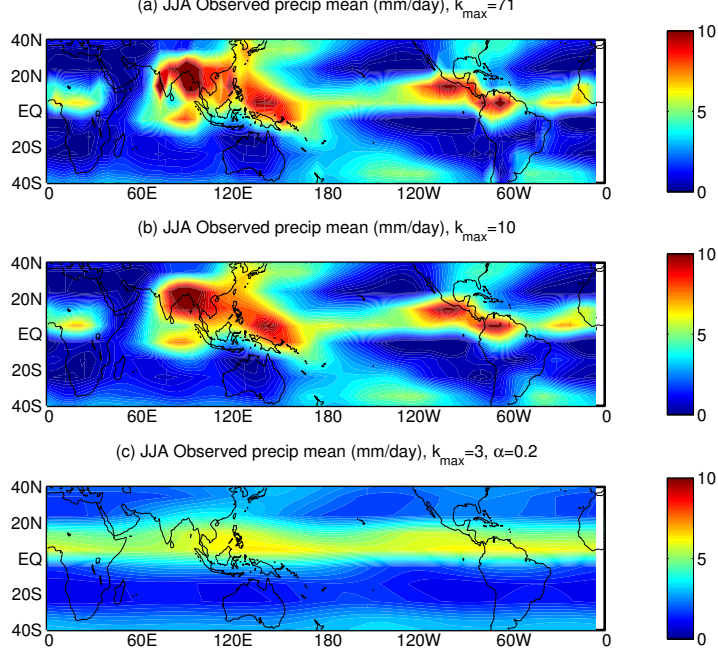 (a) JJA Observed precip mean (mm/day), kmax=71
40N
20N
EQ
20S
40S
0 60E 120E 180 120W 60W 0
10
5
0
(b) JJA Observed precip mean (mm/day), kmax=10
40N
20N
EQ
20S
40S
0 60E 120E 180 120W 60W 0
10
5
0
(c) JJA Observed precip mean (mm/day), kmax=3, α=0.2
40N
20N
EQ
20S
40S
0 60E 120E 180 120W 60W 0
10
5
0